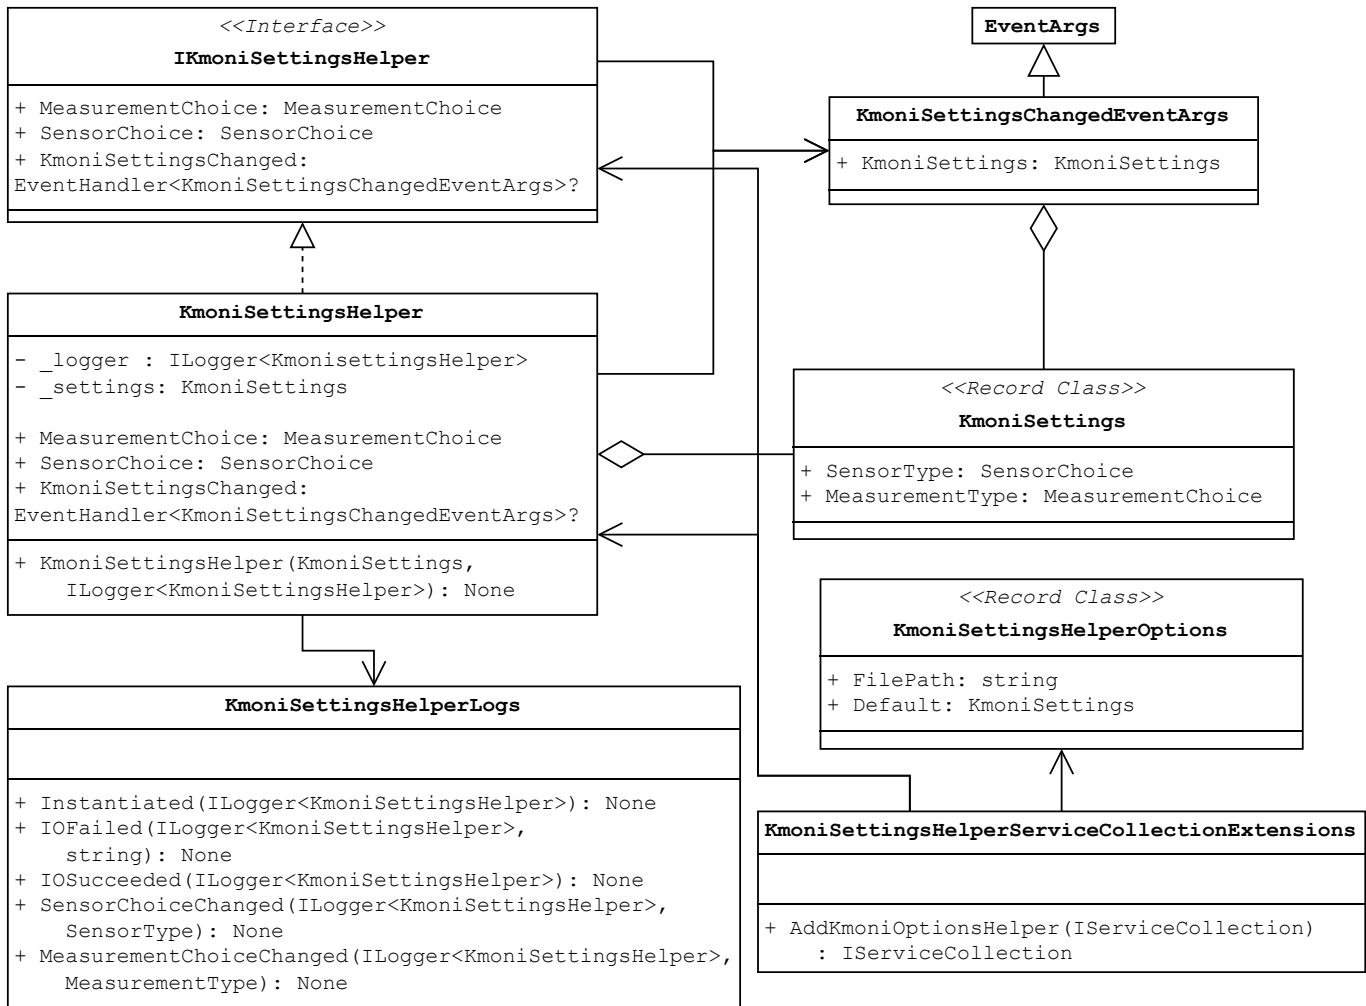 <<Interface>>
IKmoniSettingsHelper
+ MeasurementChoice: MeasurementChoice
+ SensorChoice: SensorChoice
+ KmoniSettingsChanged:
EventHandler<KmoniSettingsChangedEventArgs>?
EventArgs
KmoniSettingsChangedEventArgs
+ KmoniSettings: KmoniSettings
KmoniSettingsHelper
- _logger : ILogger<KmonisettingsHelper>
- _settings: KmoniSettings
+ MeasurementChoice: MeasurementChoice
+ SensorChoice: SensorChoice
+ KmoniSettingsChanged:
EventHandler<KmoniSettingsChangedEventArgs>?
+ KmoniSettingsHelper(KmoniSettings,
ILogger<KmoniSettingsHelper>): None
<<Record Class>>
KmoniSettings
+ SensorType: SensorChoice
+ MeasurementType: MeasurementChoice
<<Record Class>>
KmoniSettingsHelperOptions
+ FilePath: string
+ Default: KmoniSettings
KmoniSettingsHelperLogs
+ Instantiated(ILogger<KmoniSettingsHelper>): None
+ IOFailed(ILogger<KmoniSettingsHelper>,
string): None
+ IOSucceeded(ILogger<KmoniSettingsHelper>): None
+ SensorChoiceChanged(ILogger<KmoniSettingsHelper>,
SensorType): None
+ MeasurementChoiceChanged(ILogger<KmoniSettingsHelper>,
MeasurementType): None
KmoniSettingsHelperServiceCollectionExtensions
+ AddKmoniOptionsHelper(IServiceCollection)
: IServiceCollection